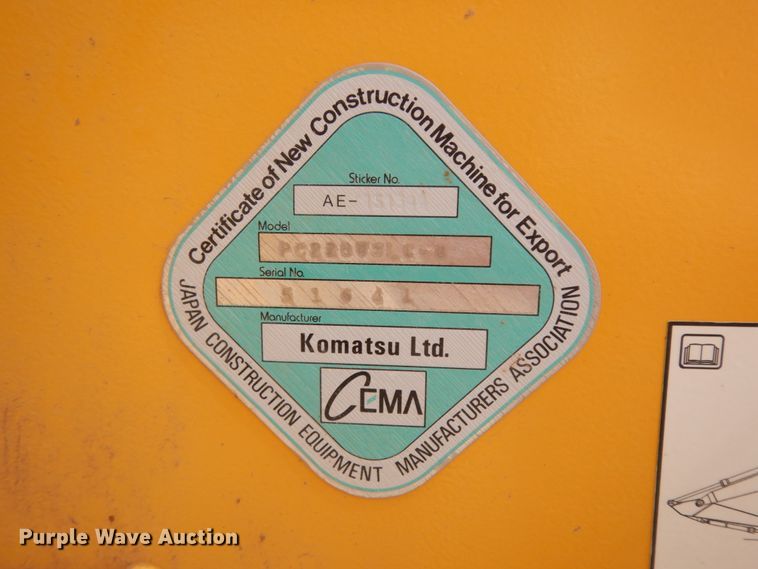 Certificate of New Construction Machine for Export
Sticker No.
AE-
Model
Serial No.
51641
Manufacturer
Komatsu Ltd.
CEMA
JAPAN CONSTRUCTION EQUIPMENT MANUFACTURERS ASSOCIATION
Purple Wave Auction